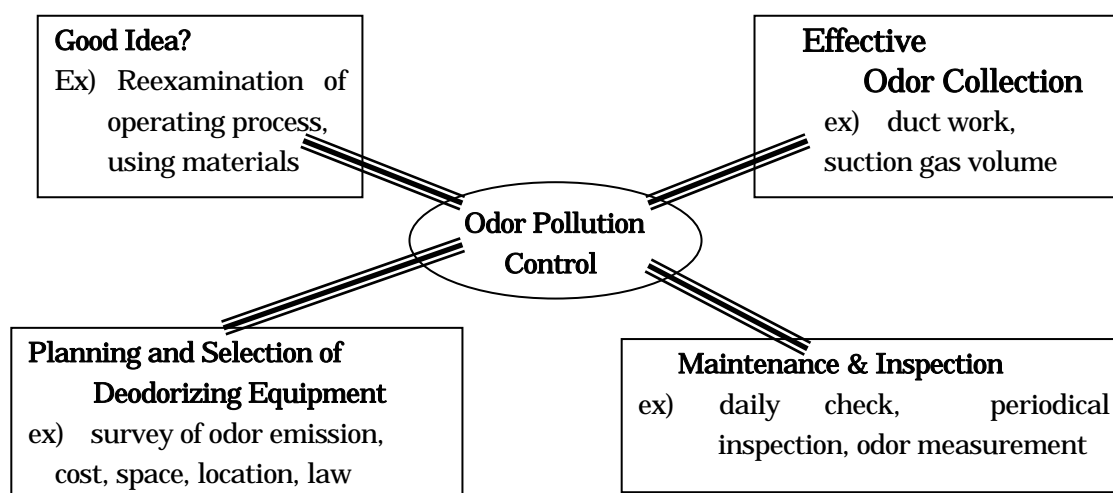 Good Idea?
Ex) Reexamination of
operating process,
using materials
Effective
Odor Collection
ex) duct work,
suction gas volume
Odor Pollution
Control
Planning and Selection of
Deodorizing Equipment
ex) survey of odor emission,
cost, space, location, law
Maintenance & Inspection
ex) daily check, periodical
inspection, odor measurement